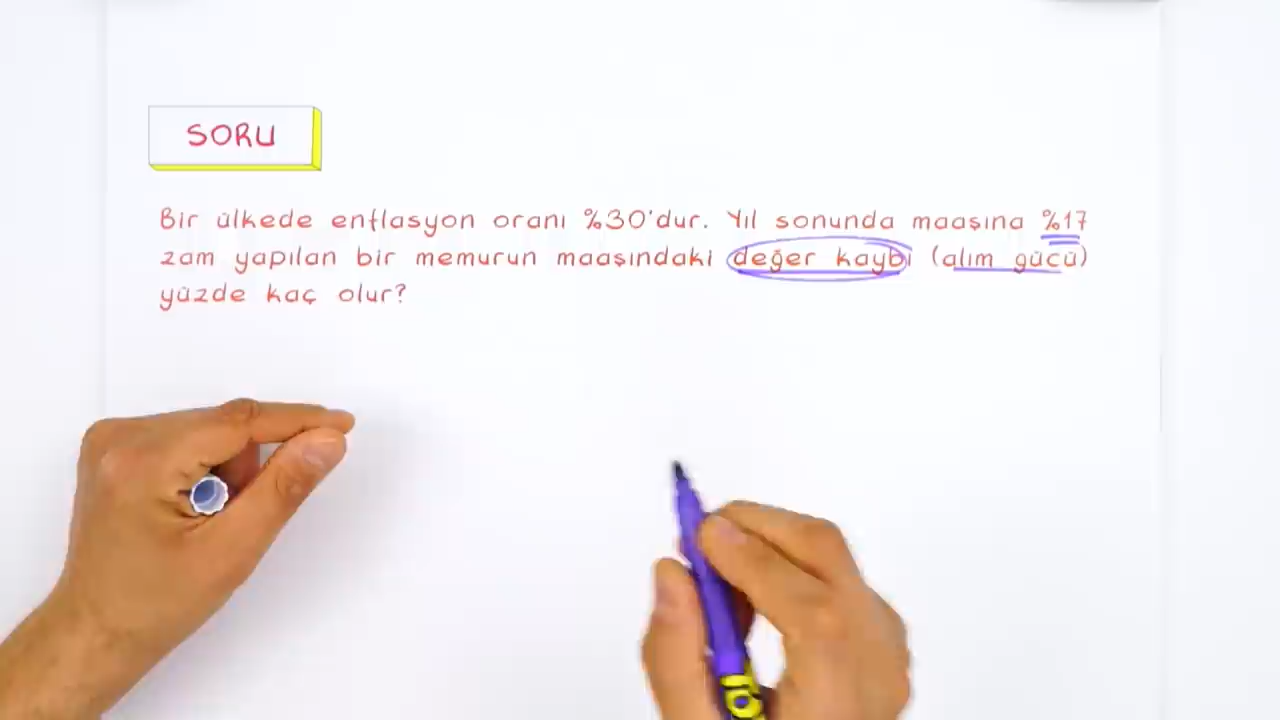 SORU
Bir ülkede enflasyon oranı %30'dur. Yıl sonunda maaşına %17
zam yapılan bir memurun maaşındaki değer kaybı (alım gücü)
yüzde kaç olur?